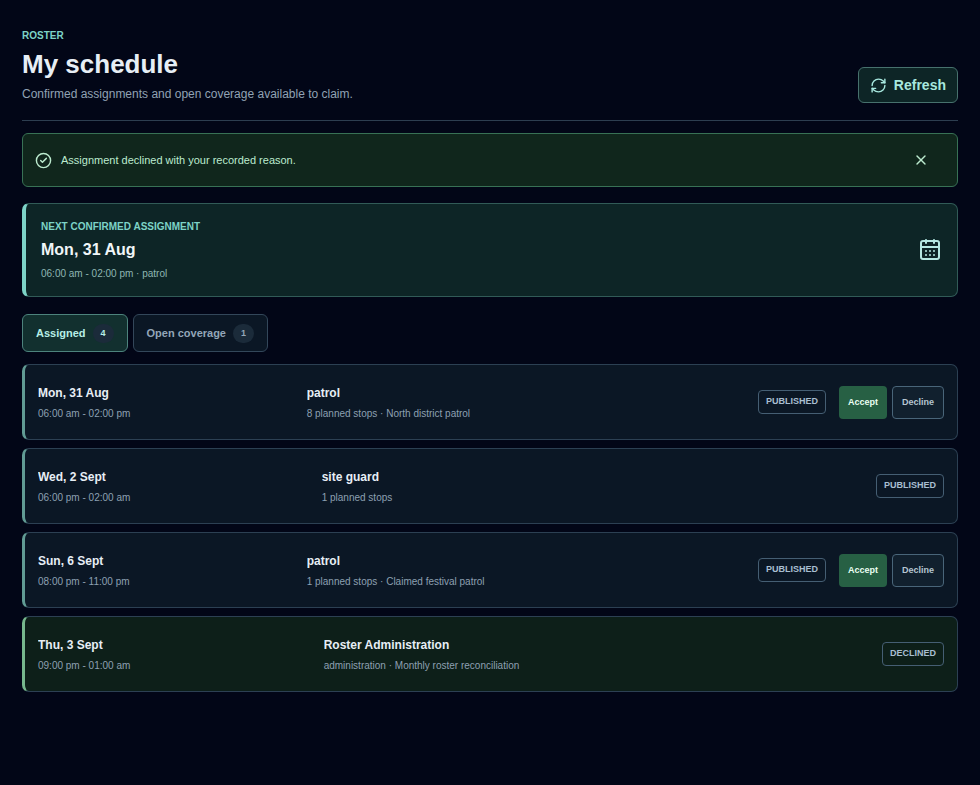 ROSTER
My schedule
Confirmed assignments and open coverage available to claim.
Refresh
Assignment declined with your recorded reason.
NEXT CONFIRMED ASSIGNMENT
Mon, 31 Aug
06:00 am - 02:00 pm · patrol
Assigned 4
Open coverage 1
Mon, 31 Aug
06:00 am - 02:00 pm
patrol
8 planned stops · North district patrol
PUBLISHED
Accept
Decline
Wed, 2 Sept
06:00 pm - 02:00 am
site guard
1 planned stops
PUBLISHED
Sun, 6 Sept
08:00 pm - 11:00 pm
patrol
1 planned stops · Claimed festival patrol
PUBLISHED
Accept
Decline
Thu, 3 Sept
09:00 pm - 01:00 am
Roster Administration
administration · Monthly roster reconciliation
DECLINED